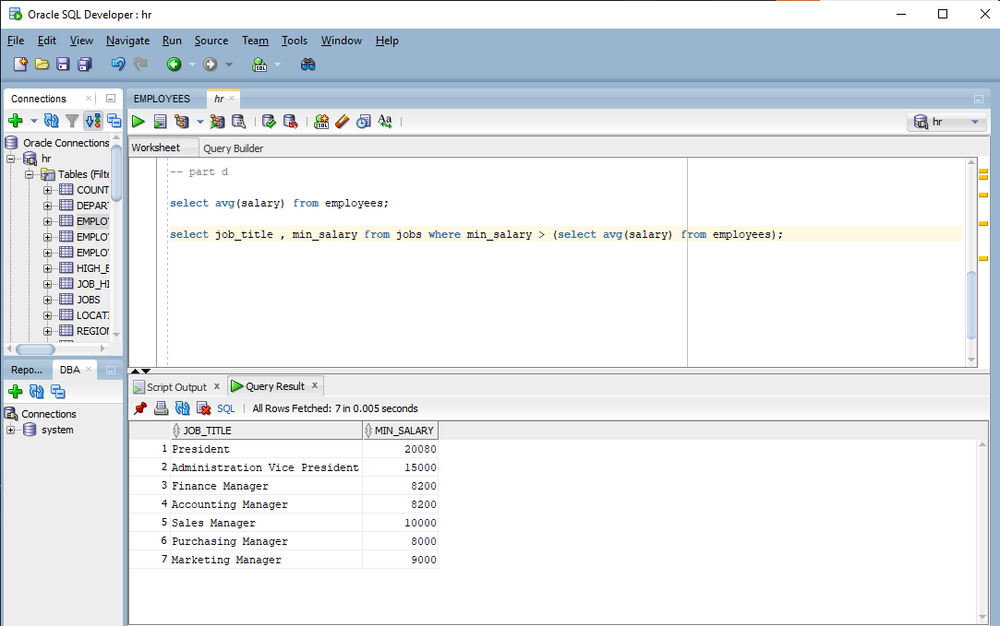 Oracle SQL Developer : hr
File Edit View Navigate Run Source Team Tools Window Help
SQL
Connections
EMPLOYEES
hr
SQL
Aa
hr
Worksheet
Query Builder
Oracle Connections
hr
Tables (Filte
COUNT
DEPAR
EMPLO
EMPLO
EMPLO
HIGH_E
JOB_HI
JOBS
LOCATI
REGION
-- part d
select avg(salary) from employees;
select job_title , min_salary from jobs where min_salary > (select avg(salary) from employees);
Repo...
DBA
Connections
system
Script Output x
Query Result x
SQL | All Rows Fetched: 7 in 0.005 seconds
JOB_TITLE MIN_SALARY
1 President 20080
2 Administration Vice President 15000
3 Finance Manager 8200
4 Accounting Manager 8200
5 Sales Manager 10000
6 Purchasing Manager 8000
7 Marketing Manager 9000